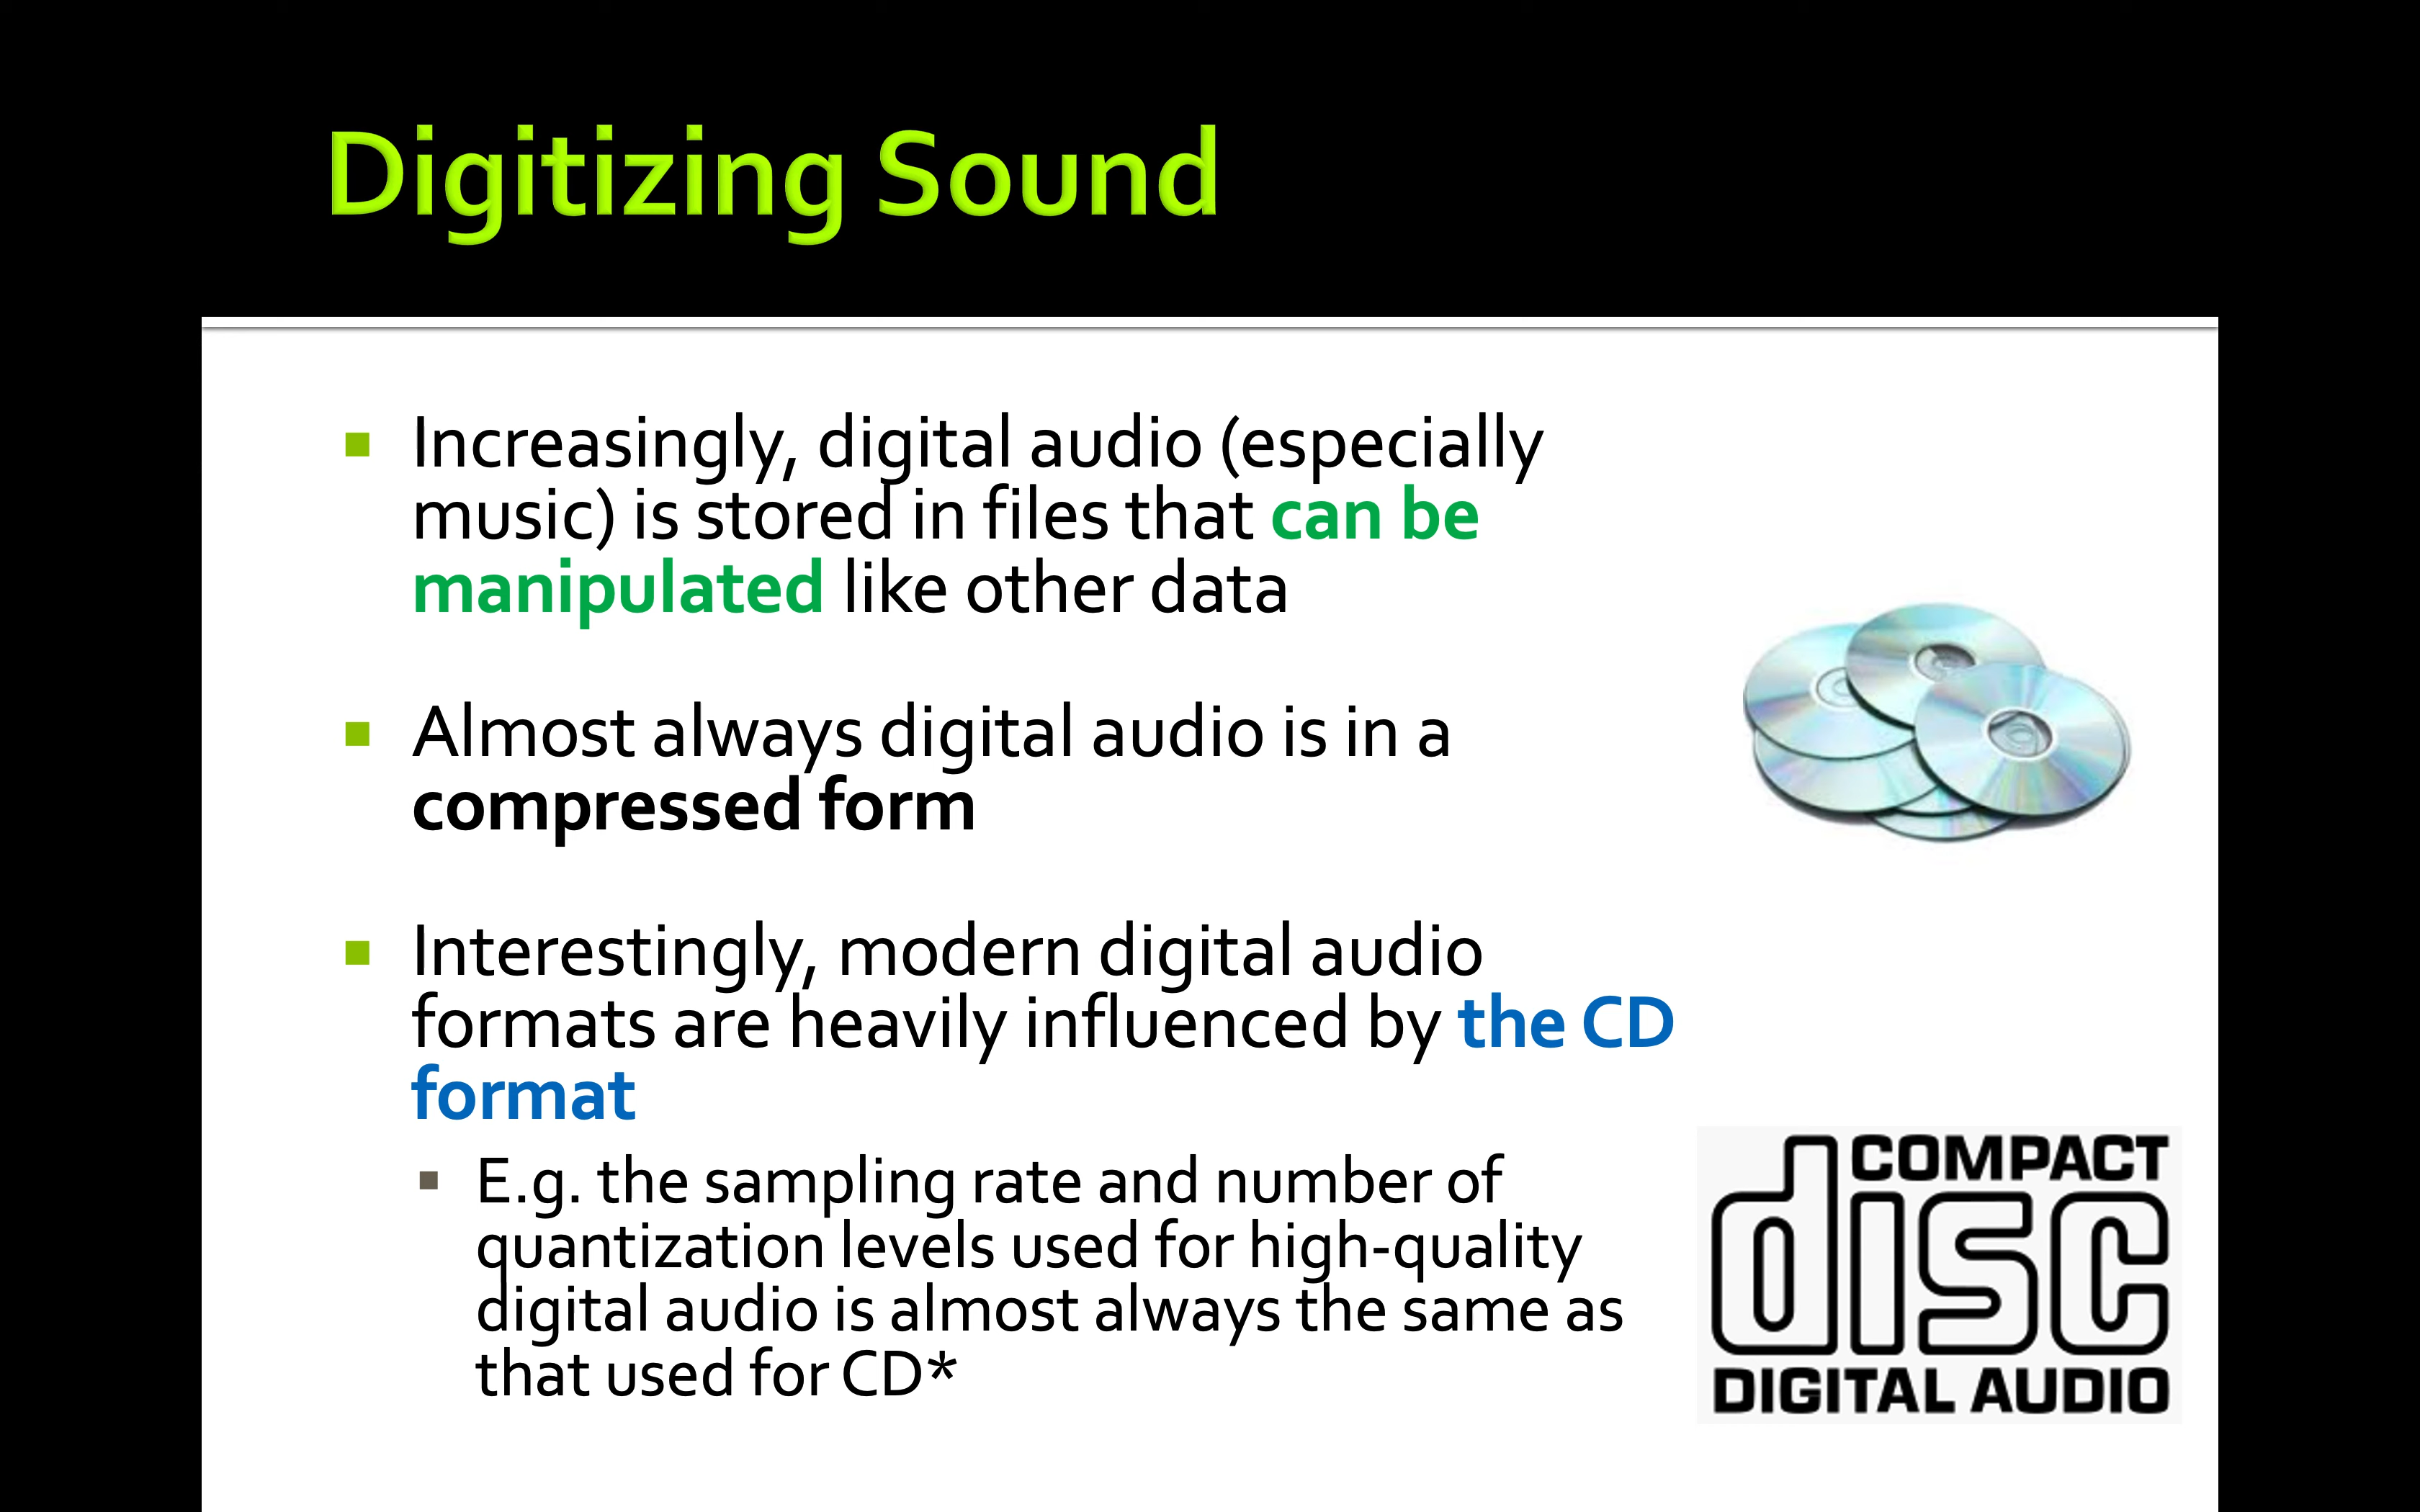 Digitizing Sound
Increasingly, digital audio (especially
music) is stored in files that can be
manipulated like other data
Almost always digital audio is in a
compressed form
Interestingly, modern digital audio
formats are heavily influenced by the CD
format
E.g. the sampling rate and number of
quantization levels used for high-quality
digital audio is almost always the same as
that used for CD*
COMPACT
disc
DIGITAL AUDIO